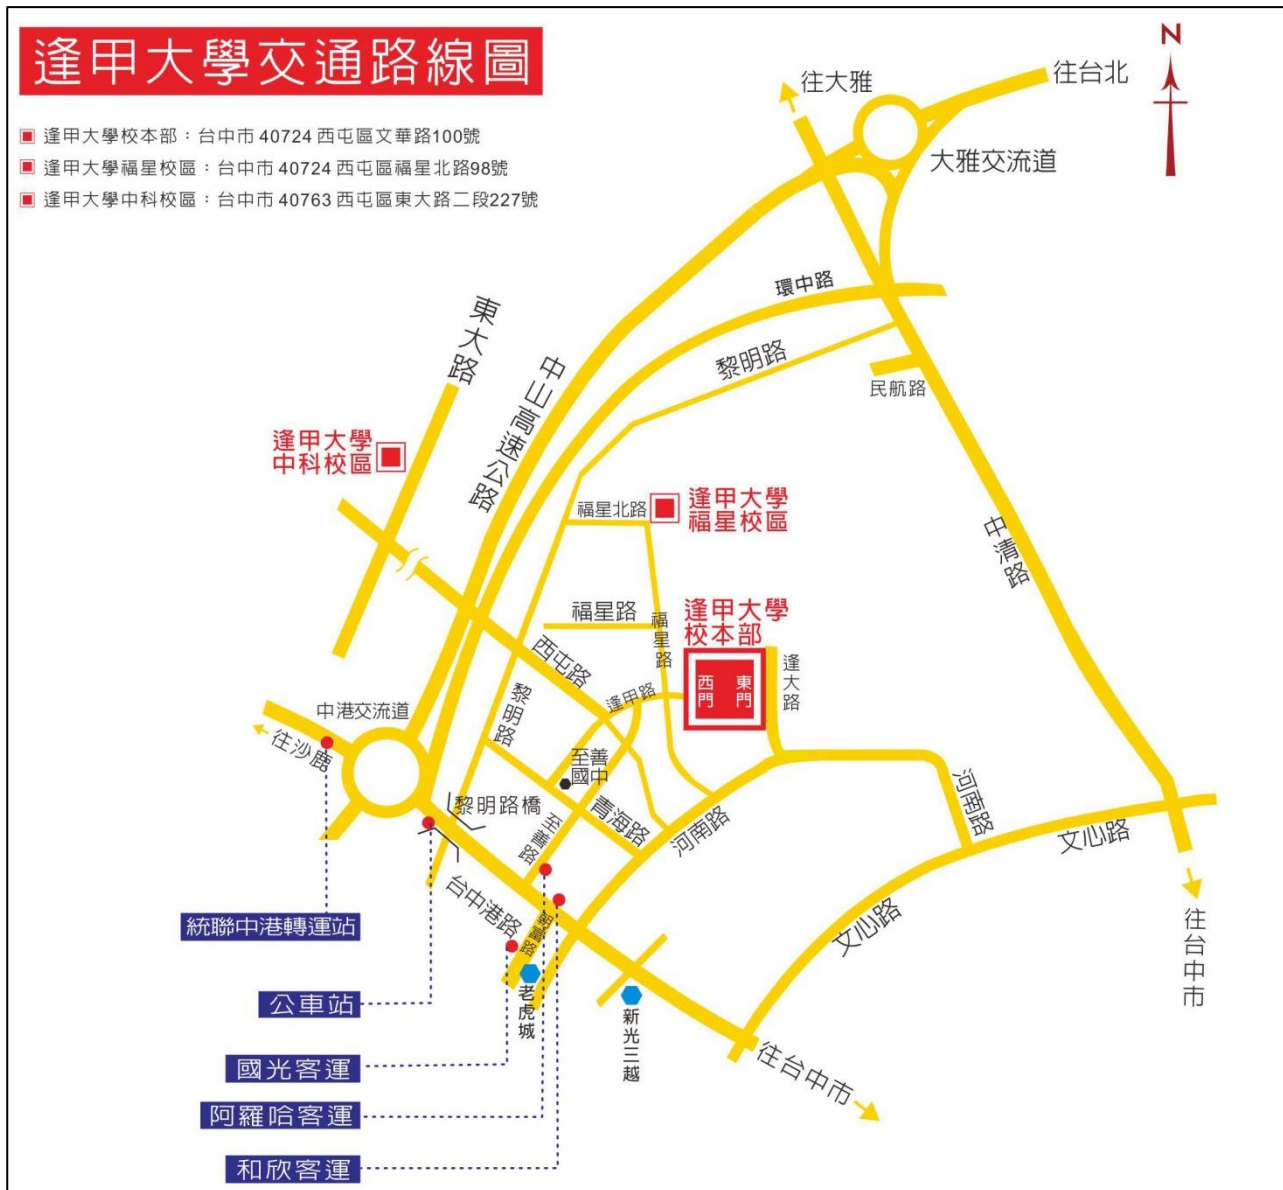 逢甲大學交通路線圖
逢甲大學校本部：台中市 40724 西屯區文華路100號
逢甲大學福星校區：台中市 40724 西屯區福星北路98號
逢甲大學中科校區：台中市 40763 西屯區東大路二段227號
N
往大雅
往台北
大雅交流道
環中路
東大路
中山高速公路
黎明路
民航路
逢甲大學
中科校區
福星北路
逢甲大學
福星校區
中清路
福星路
福星路
逢甲大學
校本部
西門
東門
逢大路
西屯路
逢甲路
黎明路
中港交流道
往沙鹿
至善
國中
黎明路橋
青海路
河南路
河南路
文心路
至善路
台中港路
朝富路
文心路
往台中市
統聯中港轉運站
公車站
老虎城
新光三越
國光客運
往台中市
阿羅哈客運
和欣客運